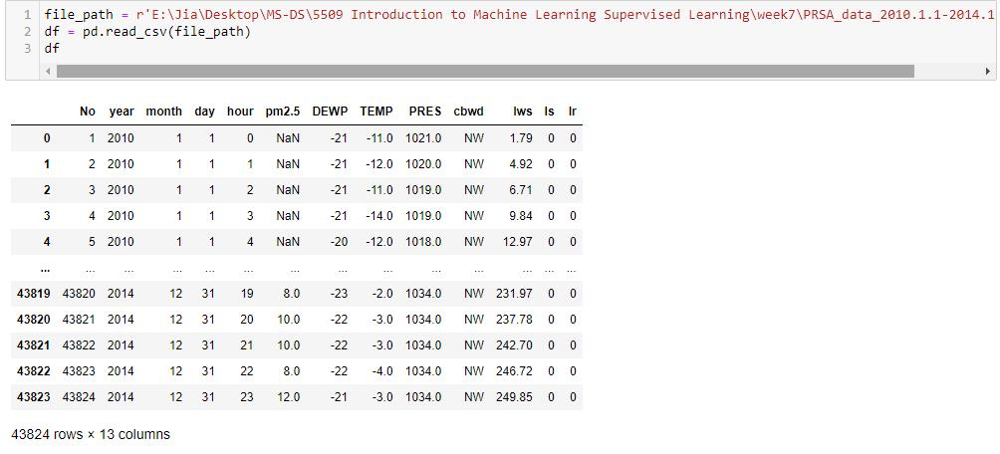 1 file_path = r'E:\Jia\Desktop\MS-DS\5509 Introduction to Machine Learning Supervised Learning\week7\PRSA_data_2010.1.1-2014.1
2 df = pd.read_csv(file_path)
3 df
No year month day hour pm2.5 DEWP TEMP PRES cbwd Iws Is Ir
0 1 2010 1 1 0 NaN -21 -11.0 1021.0 NW 1.79 0 0
1 2 2010 1 1 1 NaN -21 -12.0 1020.0 NW 4.92 0 0
2 3 2010 1 1 2 NaN -21 -11.0 1019.0 NW 6.71 0 0
3 4 2010 1 1 3 NaN -21 -14.0 1019.0 NW 9.84 0 0
4 5 2010 1 1 4 NaN -20 -12.0 1018.0 NW 12.97 0 0
... ... ... ... ... ... ... ... ... ... ... ... ... ...
43819 43820 2014 12 31 19 8.0 -23 -2.0 1034.0 NW 231.97 0 0
43820 43821 2014 12 31 20 10.0 -22 -3.0 1034.0 NW 237.78 0 0
43821 43822 2014 12 31 21 10.0 -22 -3.0 1034.0 NW 242.70 0 0
43822 43823 2014 12 31 22 8.0 -22 -4.0 1034.0 NW 246.72 0 0
43823 43824 2014 12 31 23 12.0 -21 -3.0 1034.0 NW 249.85 0 0
43824 rows × 13 columns